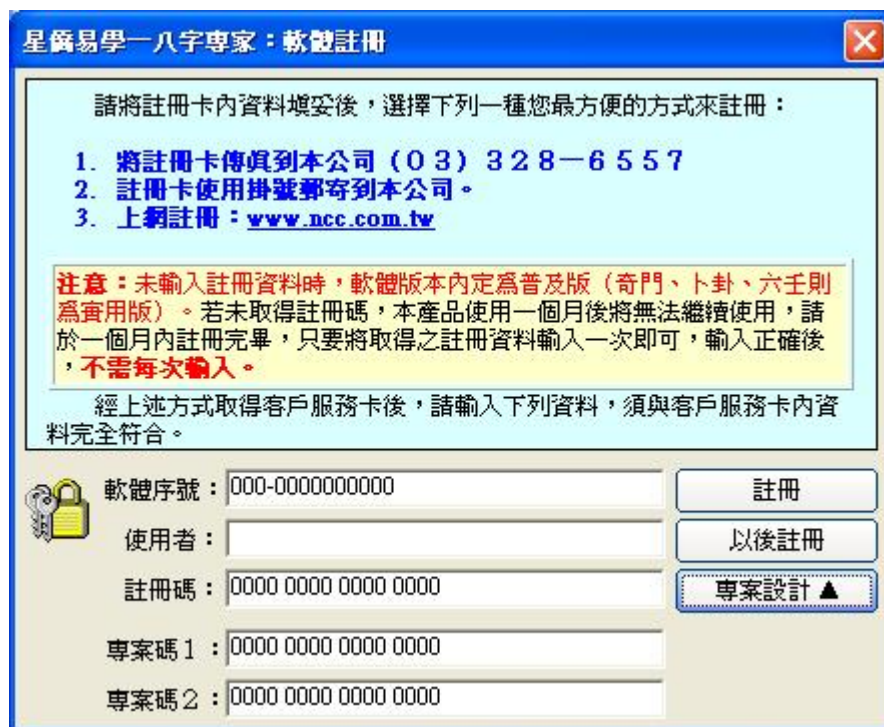 星僑易學─八字專家：軟體註冊
請將註冊卡內資料填妥後，選擇下列一種您最方便的方式來註冊：
1. 將註冊卡傳真到本公司（０３）３２８－６５５７
2. 註冊卡使用掛號郵寄到本公司。
3. 上網註冊：www.ncc.com.tw
注意：未輸入註冊資料時，軟體版本內定為普及版（奇門、卜卦、六壬則
為實用版）。若未取得註冊碼，本產品使用一個月後將無法繼續使用，請
於一個月內註冊完畢，只要將取得之註冊資料輸入一次即可，輸入正確後
，不需每次輸入。
經上述方式取得客戶服務卡後，請輸入下列資料，須與客戶服務卡內資
料完全符合。
軟體序號：000-0000000000 註冊
使用者： 以後註冊
註冊碼：0000 0000 0000 0000 專案設計▲
專案碼１：0000 0000 0000 0000
專案碼２：0000 0000 0000 0000